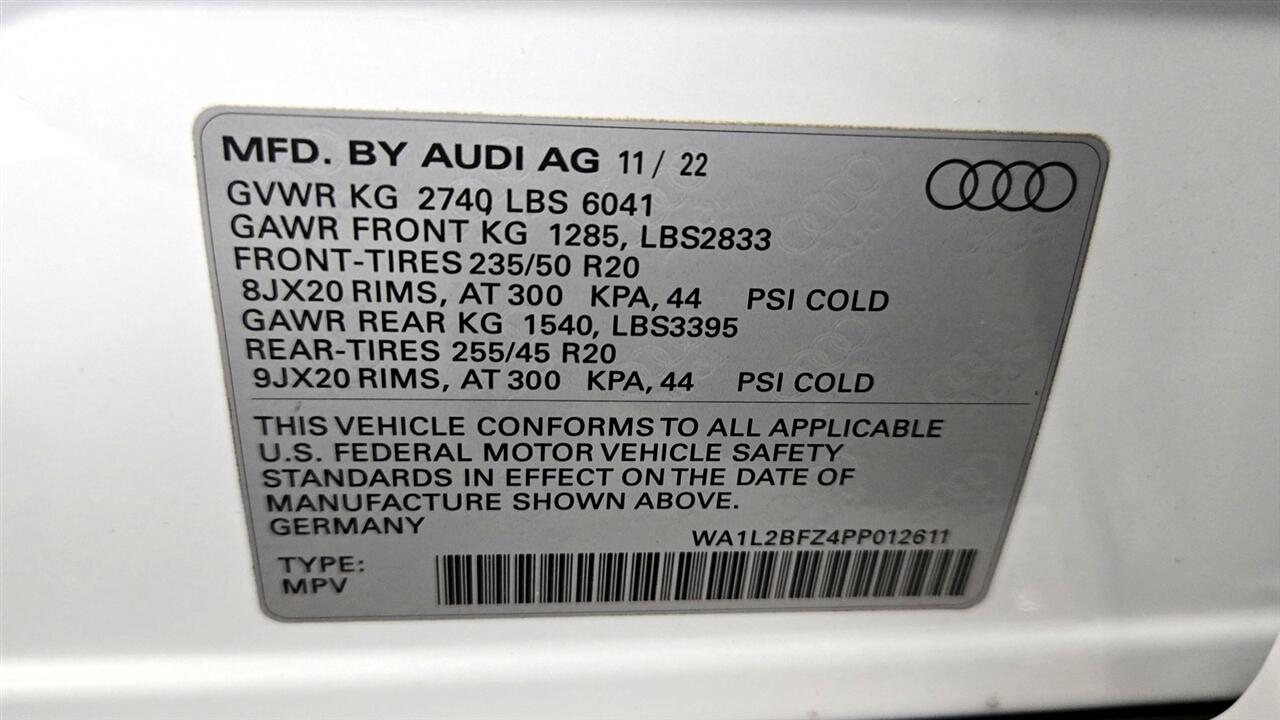 MFD. BY AUDI AG 11 / 22
GVWR KG 2740, LBS 6041
GAWR FRONT KG 1285, LBS2833
FRONT-TIRES 235/50 R20
8JX20 RIMS, AT 300 KPA, 44 PSI COLD
GAWR REAR KG 1540, LBS3395
REAR-TIRES 255/45 R20
9JX20 RIMS, AT 300 KPA, 44 PSI COLD
THIS VEHICLE CONFORMS TO ALL APPLICABLE
U.S. FEDERAL MOTOR VEHICLE SAFETY
STANDARDS IN EFFECT ON THE DATE OF
MANUFACTURE SHOWN ABOVE.
GERMANY
WA1L2BFZ4PP012611
TYPE:
MPV